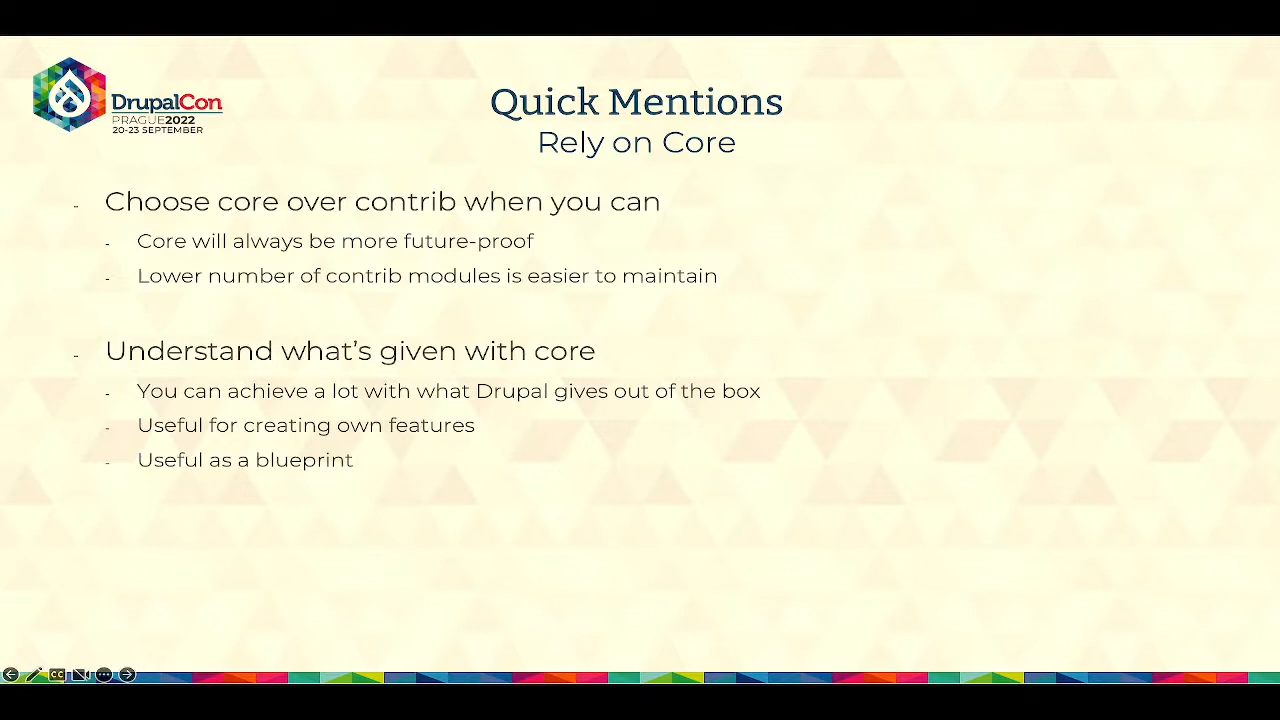 DrupalCon
PRAGUE2022
20-23 SEPTEMBER
Quick Mentions
Rely on Core
- Choose core over contrib when you can
- Core will always be more future-proof
- Lower number of contrib modules is easier to maintain
- Understand what's given with core
- You can achieve a lot with what Drupal gives out of the box
- Useful for creating own features
- Useful as a blueprint
CC